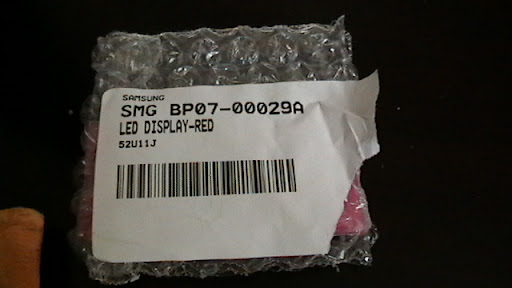 SAMSUNG
SMG BP07-00029A
LED DISPLAY-RED
52U11J